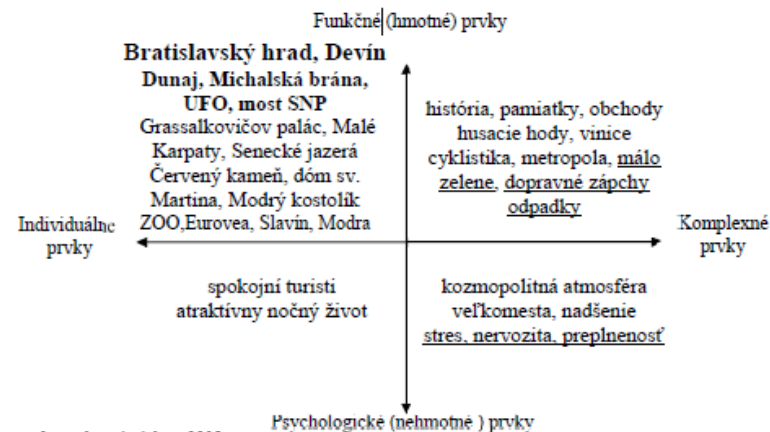 Funkčné (hmotné) prvky
Bratislavský hrad, Devín
Dunaj, Michalská brána,
UFO, most SNP
Grassalkovičov palác, Malé
Karpaty, Senecké jazerá
Červený kameň, dóm sv.
Martina, Modrý kostolík
ZOO,Eurovea, Slavín, Modra
história, pamiatky, obchody
husacie hody, vinice
cyklistika, metropola, málo
zelene, dopravné zápchy
odpadky
Individuálne
prvky
Komplexné
prvky
spokojní turisti
atraktívny nočný život
kozmopolitná atmosféra
veľkomesta, nadšenie
stres, nervozita, preplnenosť
Psychologické (nehmotné ) prvky